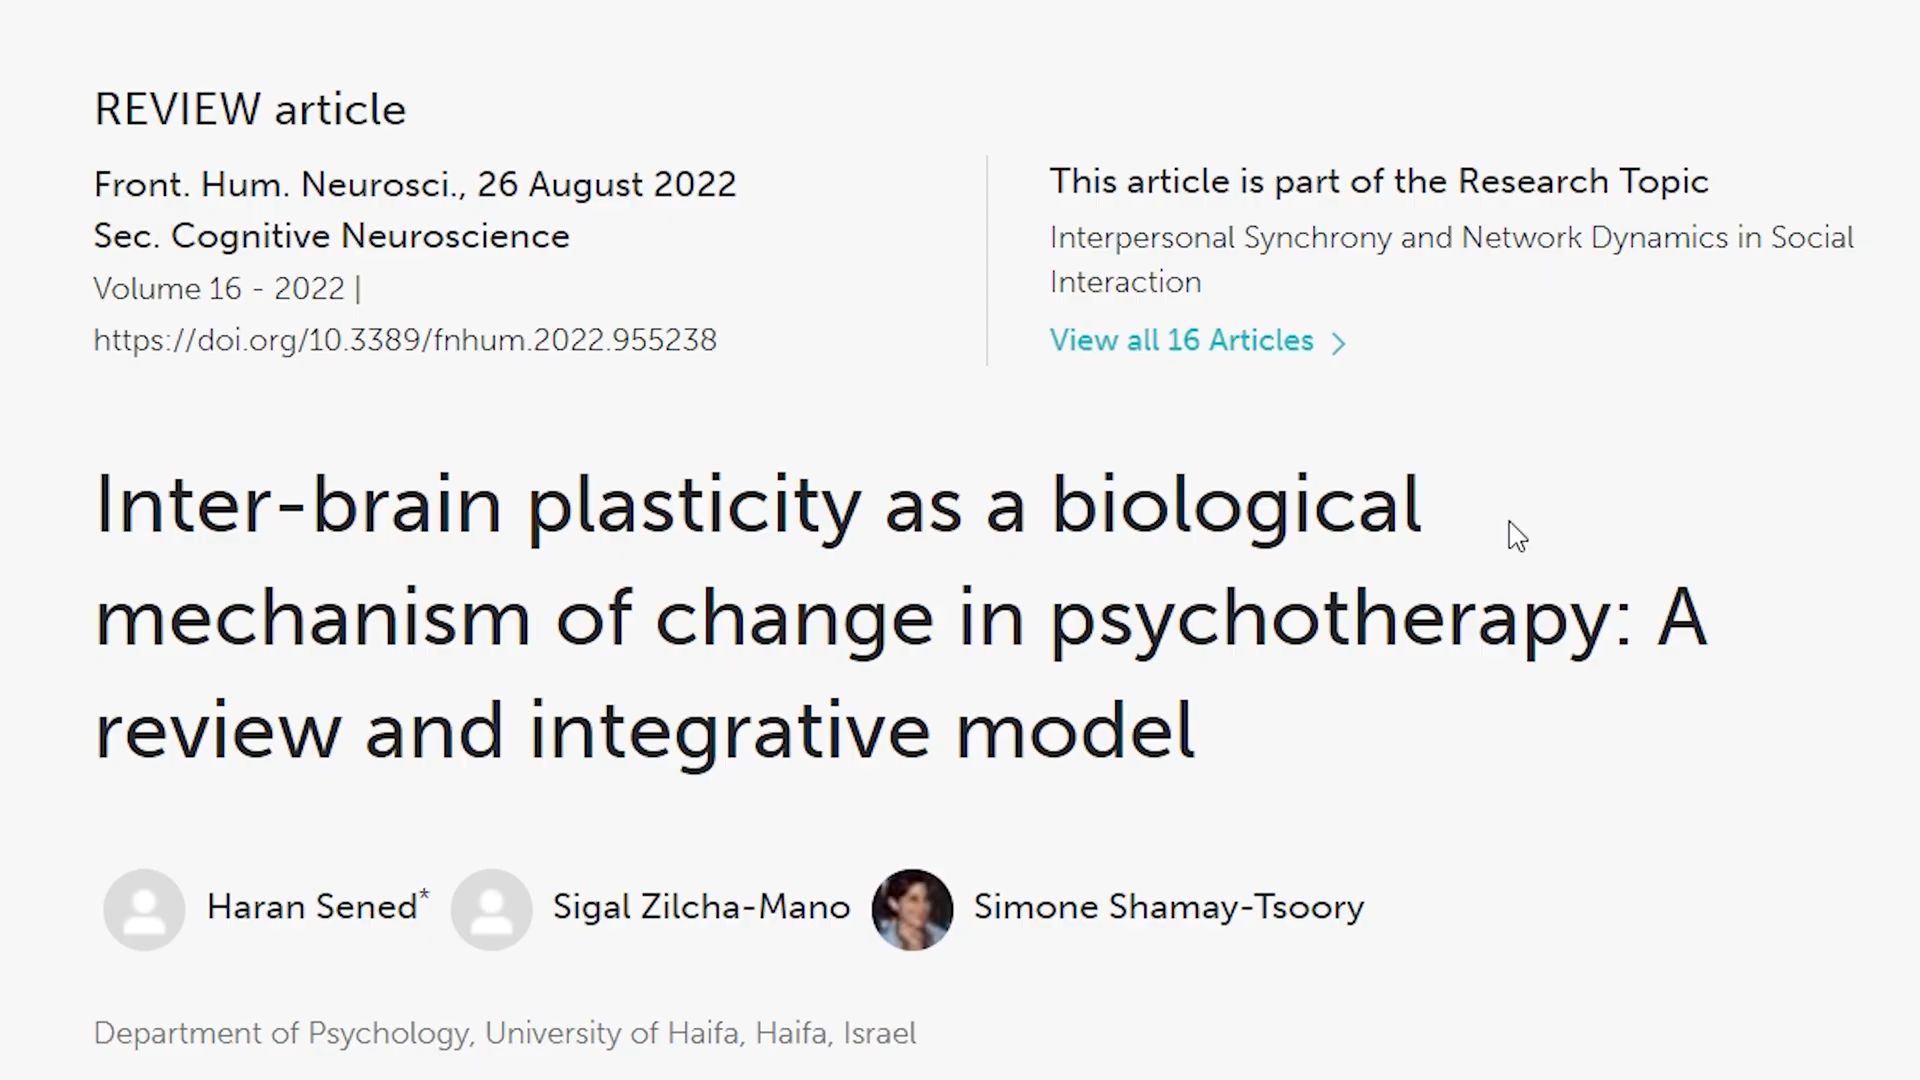 REVIEW article
Front. Hum. Neurosci., 26 August 2022
Sec. Cognitive Neuroscience
Volume 16 - 2022 |
https://doi.org/10.3389/fnhum.2022.955238
This article is part of the Research Topic
Interpersonal Synchrony and Network Dynamics in Social
Interaction
View all 16 Articles >
Inter-brain plasticity as a biological
mechanism of change in psychotherapy: A
review and integrative model
Haran Sened* Sigal Zilcha-Mano Simone Shamay-Tsoory
Department of Psychology, University of Haifa, Haifa, Israel